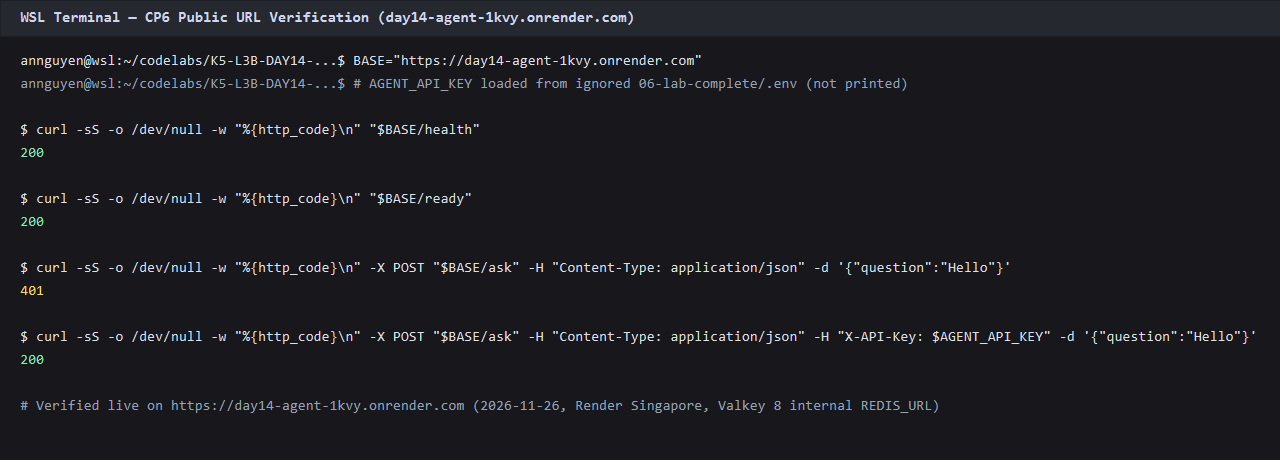 WSL Terminal — CP6 Public URL Verification (day14-agent-1kvy.onrender.com)
annguyen@wsl:~/codelabs/K5-L3B-DAY14-...$ BASE="https://day14-agent-1kvy.onrender.com"
annguyen@wsl:~/codelabs/K5-L3B-DAY14-...$ # AGENT_API_KEY loaded from ignored 06-lab-complete/.env (not printed)
$ curl -sS -o /dev/null -w "%{http_code}\n" "$BASE/health"
200
$ curl -sS -o /dev/null -w "%{http_code}\n" "$BASE/ready"
200
$ curl -sS -o /dev/null -w "%{http_code}\n" -X POST "$BASE/ask" -H "Content-Type: application/json" -d '{"question":"Hello"}'
401
$ curl -sS -o /dev/null -w "%{http_code}\n" -X POST "$BASE/ask" -H "Content-Type: application/json" -H "X-API-Key: $AGENT_API_KEY" -d '{"question":"Hello"}'
200
# Verified live on https://day14-agent-1kvy.onrender.com (2026-11-26, Render Singapore, Valkey 8 internal REDIS_URL)